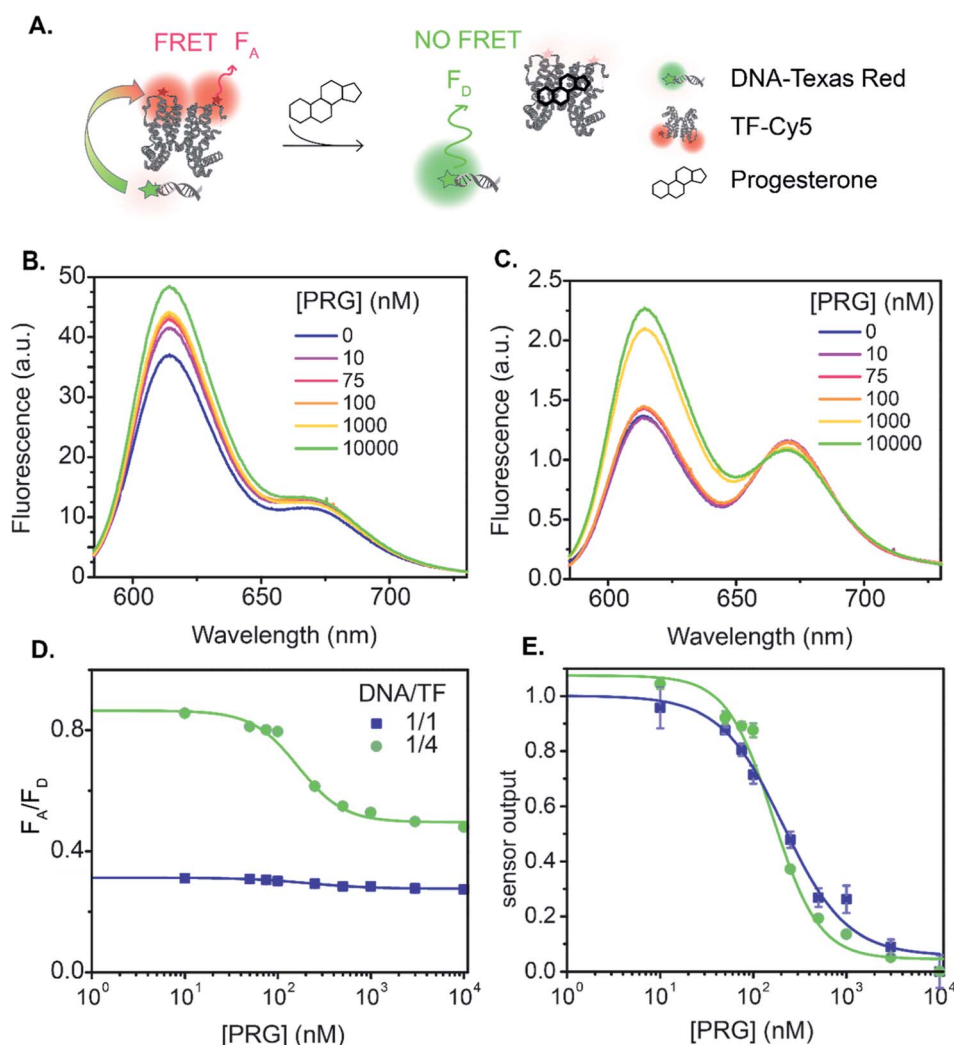 A.
FRET F_A
NO FRET
F_D
DNA-Texas Red
TF-Cy5
Progesterone
B.
50
40
30
20
10
0
Fluorescence (a.u.)
600 650 700
Wavelength (nm)
[PRG] (nM)
0
10
75
100
1000
10000
C.
2.5
2.0
1.5
1.0
0.5
0.0
Fluorescence (a.u.)
600 650 700
Wavelength (nm)
[PRG] (nM)
0
10
75
100
1000
10000
D.
0.8
0.4
0.0
F_A/F_D
DNA/TF
1/1
1/4
10^0 10^1 10^2 10^3 10^4
[PRG] (nM)
E.
1.0
0.8
0.6
0.4
0.2
0.0
sensor output
10^0 10^1 10^2 10^3 10^4
[PRG] (nM)